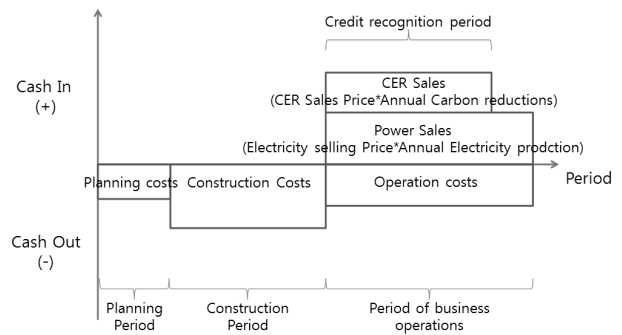 Credit recognition period
Cash In
(+)
CER Sales
(CER Sales Price*Annual Carbon reductions)
Power Sales
(Electricity selling Price*Annual Electricity prodction)
Planning costs
Construction Costs
Operation costs
Period
Cash Out
(-)
Planning
Period
Construction
Period
Period of business
operations